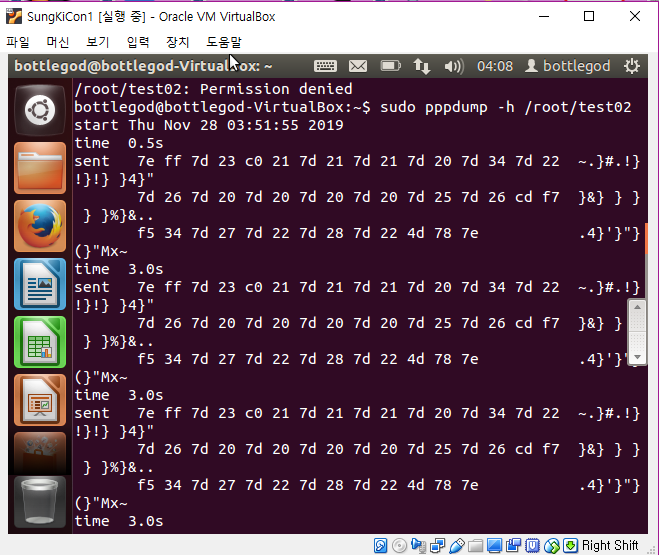 SungKiCon1 [실행 중] - Oracle VM VirtualBox
파일 머신 보기 입력 장치 도움말
bottlegod@bottlegod-VirtualBox: ~ 04:08 bottlegod
/root/test02: Permission denied
bottlegod@bottlegod-VirtualBox:~$ sudo pppdump -h /root/test02
start Thu Nov 28 03:51:55 2019
time  0.5s
sent   7e ff 7d 23 c0 21 7d 21 7d 21 7d 20 7d 34 7d 22  ~.}#.!}
!}!} }4}"
       7d 26 7d 20 7d 20 7d 20 7d 20 7d 25 7d 26 cd f7  }&} } }
 } }%}&..
       f5 34 7d 27 7d 22 7d 28 7d 22 4d 78 7e           .4}'}"}
(}"Mx~
time  3.0s
sent   7e ff 7d 23 c0 21 7d 21 7d 21 7d 20 7d 34 7d 22  ~.}#.!}
!}!} }4}"
       7d 26 7d 20 7d 20 7d 20 7d 20 7d 25 7d 26 cd f7  }&} }
 } }%}&..
       f5 34 7d 27 7d 22 7d 28 7d 22 4d 78 7e           .4}'}"}
(}"Mx~
time  3.0s
sent   7e ff 7d 23 c0 21 7d 21 7d 21 7d 20 7d 34 7d 22  ~.}#.!}
!}!} }4}"
       7d 26 7d 20 7d 20 7d 20 7d 20 7d 25 7d 26 cd f7  }&} } }
 } }%}&..
       f5 34 7d 27 7d 22 7d 28 7d 22 4d 78 7e           .4}'}"}
(}"Mx~
time  3.0s
Right Shift